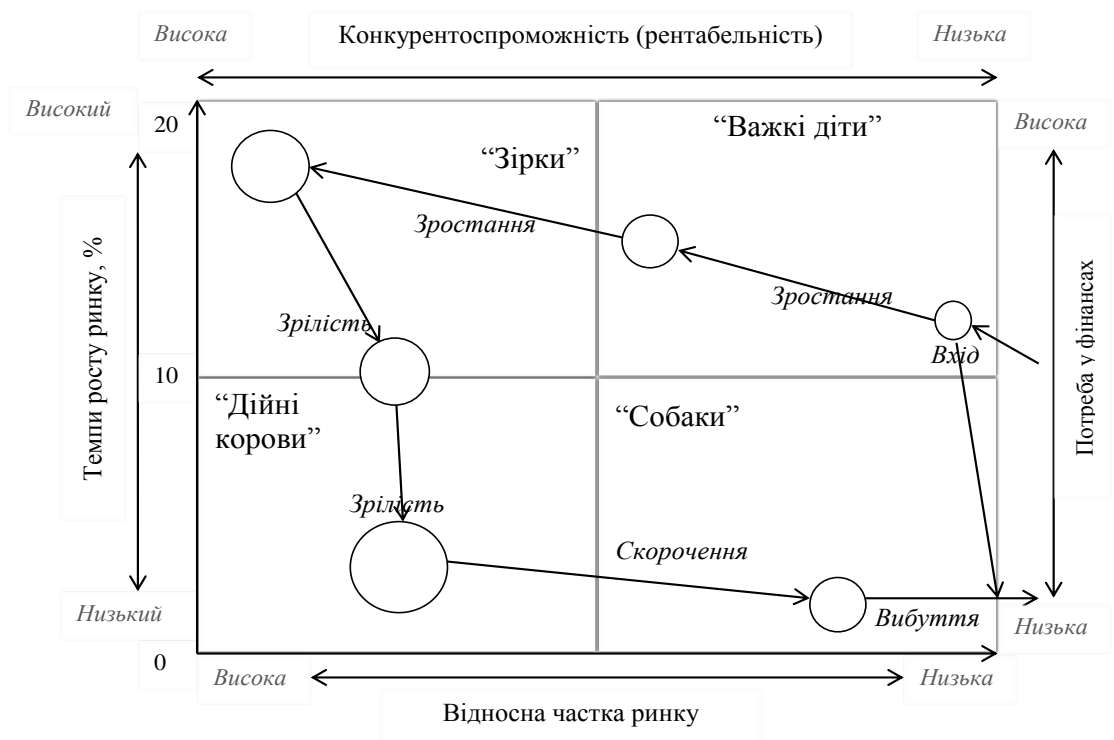 Висока
Конкурентоспроможність (рентабельність)
Низька
Високий
20
“Зірки”
“Важкі діти”
Висока
Зростання
Зростання
Темпи росту ринку, %
Потреба у фінансах
Зрілість
Вхід
10
“Дійні
корови”
“Собаки”
Зрілість
Скорочення
Низький
Вибуття
Низька
0
Висока
Низька
Відносна частка ринку